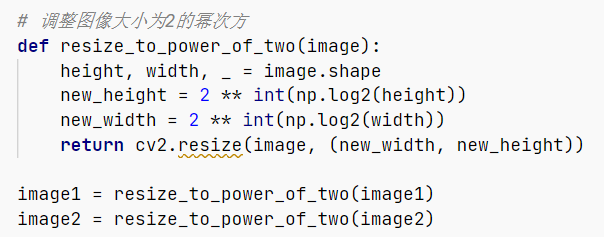 # 调整图像大小为2的幂次方
def resize_to_power_of_two(image):
    height, width, _ = image.shape
    new_height = 2 ** int(np.log2(height))
    new_width = 2 ** int(np.log2(width))
    return cv2.resize(image, (new_width, new_height))

image1 = resize_to_power_of_two(image1)
image2 = resize_to_power_of_two(image2)